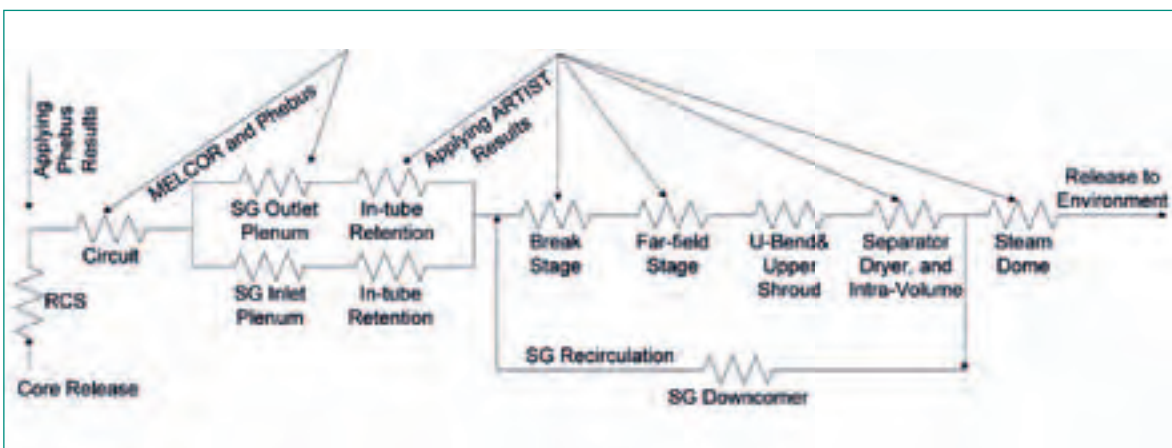 Applying
Phebus
Results
MELCOR and Phebus
Applying ARTIST
Results
Release to
Environment
Circuit
SG Outlet
Plenum
In-tube
Retention
SG Inlet
Plenum
In-tube
Retention
Break
Stage
Far-field
Stage
U-Bend&
Upper
Shroud
Separator
Dryer, and
Intra-Volume
Steam
Dome
RCS
Core Release
SG Recirculation
SG Downcomer